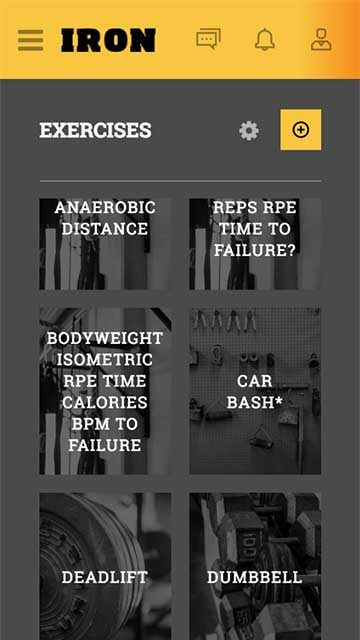 IRON
EXERCISES
ANAEROBIC
DISTANCE
REPS RPE
TIME TO
FAILURE?
BODYWEIGHT
ISOMETRIC
RPE TIME
CALORIES
BPM TO
FAILURE
CAR
BASH*
DEADLIFT
DUMBBELL
100